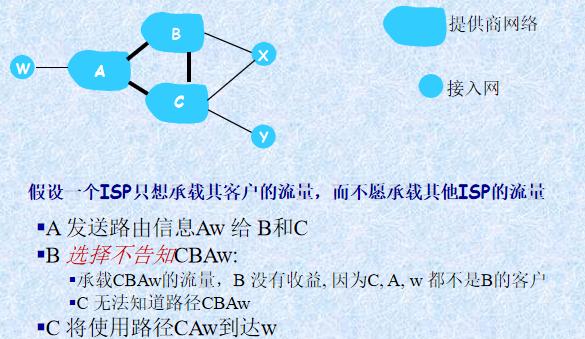 B
提供商网络
W
A
X
C
接入网
Y
假设一个ISP只想承载其客户的流量，而不愿承载其他ISP的流量
▪A 发送路由信息Aw 给 B和C
▪B 选择不告知CBAw:
▪承载CBAw的流量，B 没有收益, 因为C, A, w 都不是B的客户
▪C 无法知道路径CBAw
▪C 将使用路径CAw到达w